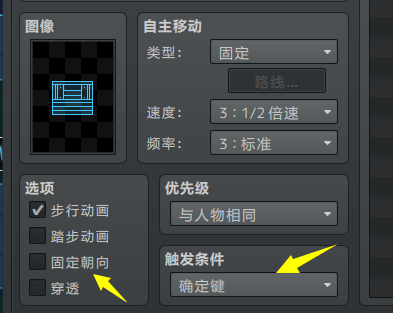 图像
自主移动
类型：
固定
路线...
速度：
3：1/2 倍速
频率：
3：标准
选项
步行动画
踏步动画
固定朝向
穿透
优先级
与人物相同
触发条件
确定键